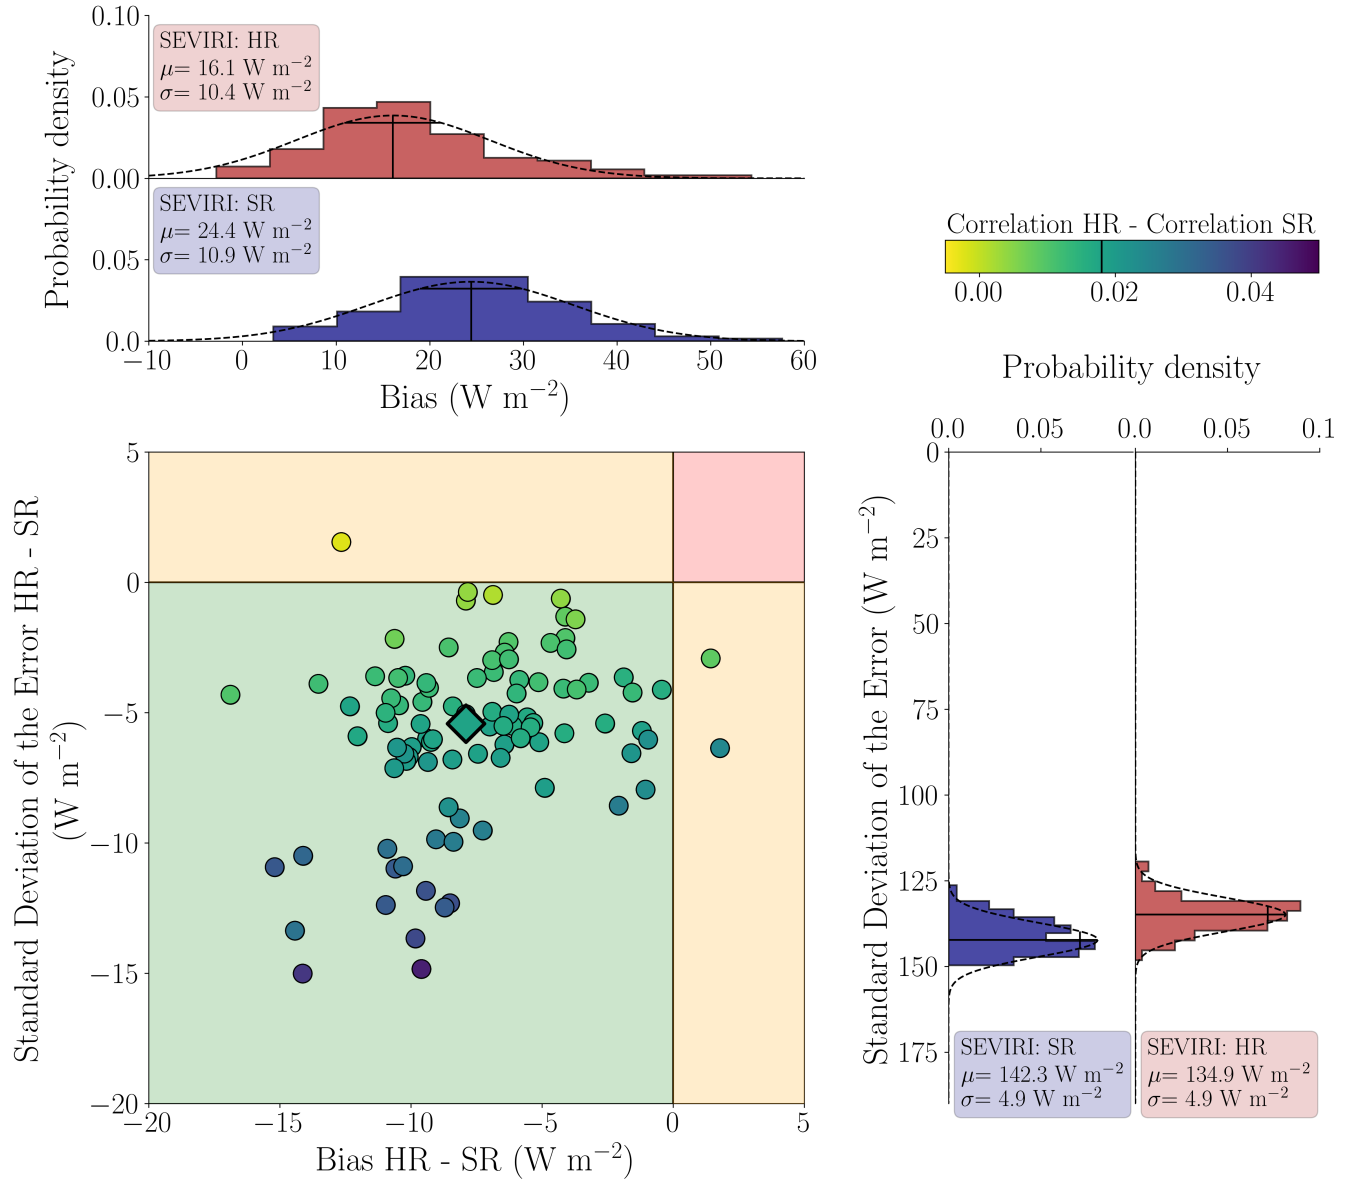 0.10
0.05
0.00
Probability density
SEVIRI: HR
μ= 16.1 W m−2
σ= 10.4 W m−2
SEVIRI: SR
μ= 24.4 W m−2
σ= 10.9 W m−2
0.05
0.0
−10 0 10 20 30 40 50 60
Bias (W m−2)
Correlation HR - Correlation SR
0.00 0.02 0.04
5
0
−5
−10
−15
−20
Standard Deviation of the Error HR - SR
(W m−2)
−20 −15 −10 −5 0 5
Bias HR - SR (W m−2)
Probability density
0.0 0.05 0.0 0.05 0.1
0
25
50
75
100
125
150
175
Standard Deviation of the Error (W m−2)
SEVIRI: SR
μ= 142.3 W m−2
σ= 4.9 W m−2
SEVIRI: HR
μ= 134.9 W m−2
σ= 4.9 W m−2